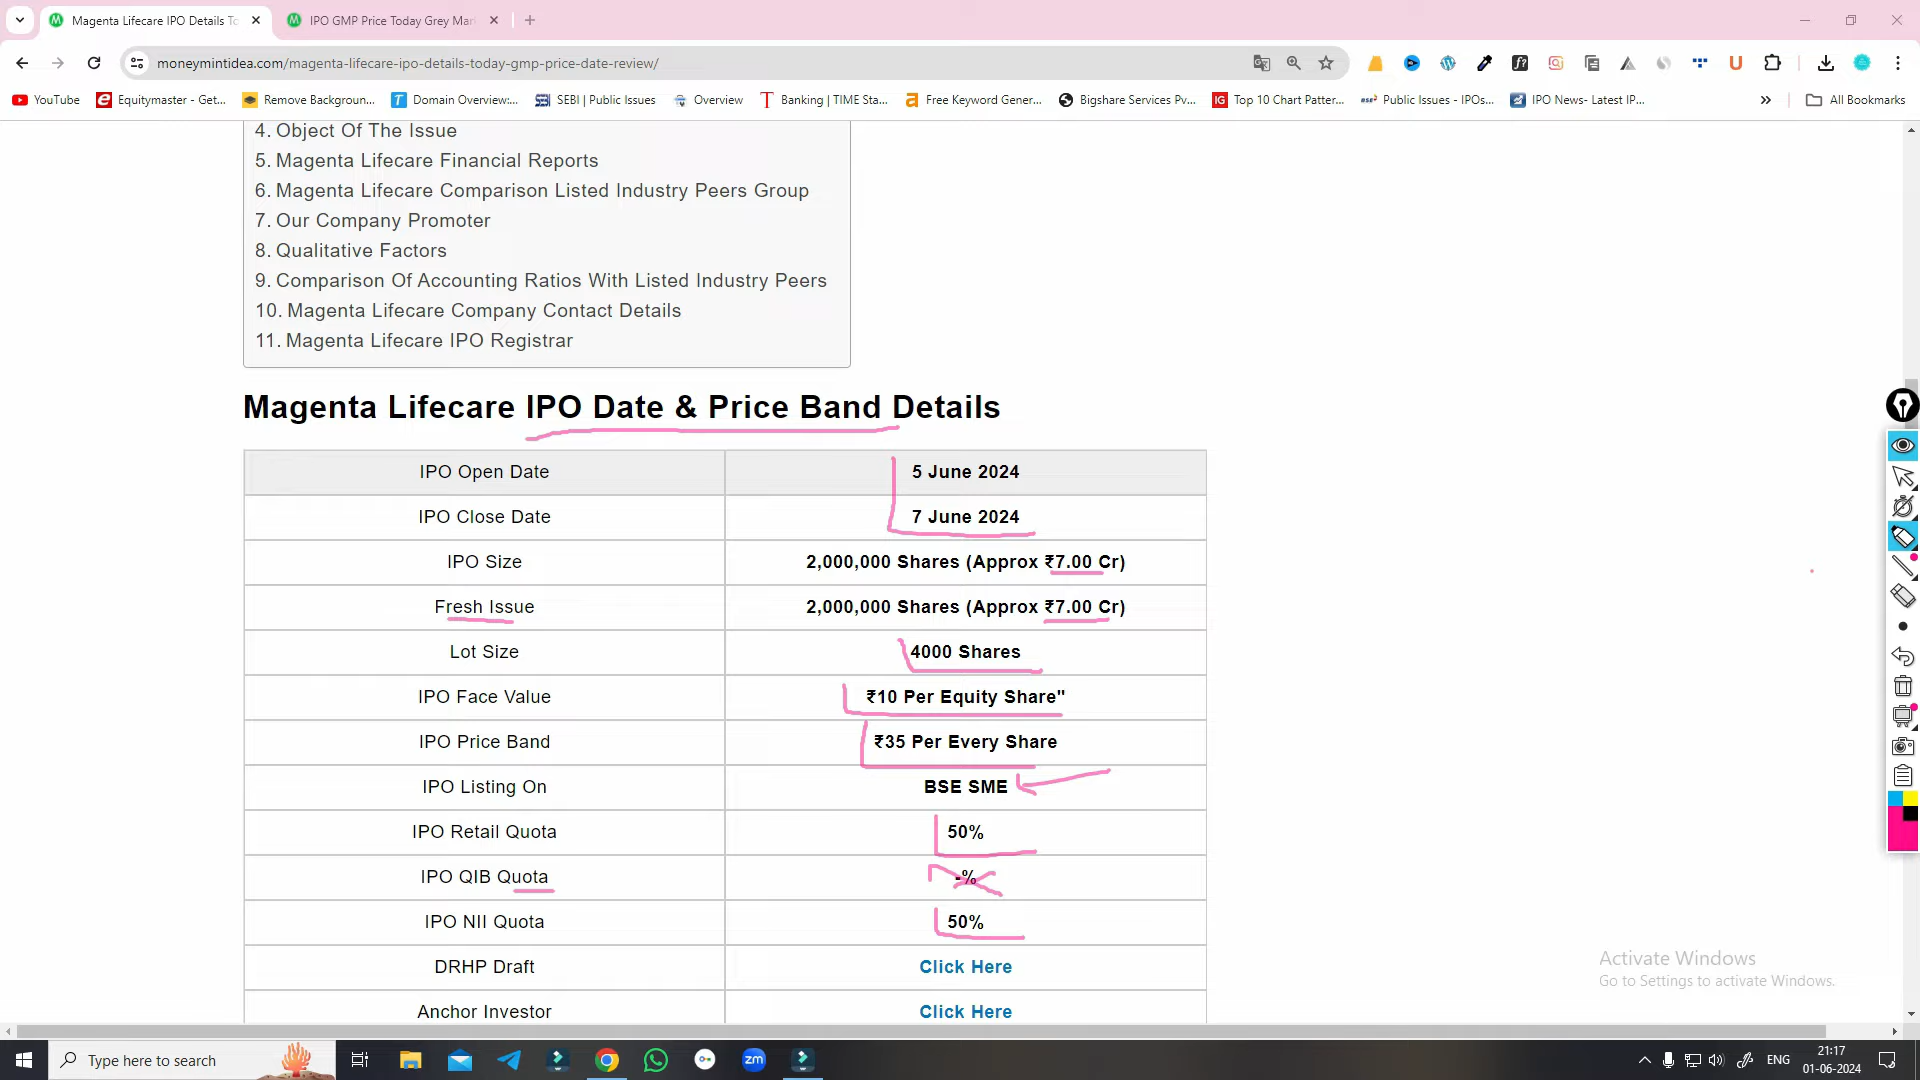 Magenta Lifecare IPO Details To
IPO GMP Price Today Grey Mar
moneymintidea.com/magenta-lifecare-ipo-details-today-gmp-price-date-review/
YouTube
Equitymaster - Get...
Remove Backgroun...
Domain Overview:...
SEBI | Public Issues
Overview
Banking | TIME Sta...
Free Keyword Gener...
Bigshare Services Pv...
Top 10 Chart Patter...
Public Issues - IPOs...
IPO News- Latest IP...
All Bookmarks
4. Object Of The Issue
5. Magenta Lifecare Financial Reports
6. Magenta Lifecare Comparison Listed Industry Peers Group
7. Our Company Promoter
8. Qualitative Factors
9. Comparison Of Accounting Ratios With Listed Industry Peers
10. Magenta Lifecare Company Contact Details
11. Magenta Lifecare IPO Registrar
Magenta Lifecare IPO Date & Price Band Details
IPO Open Date 5 June 2024
IPO Close Date 7 June 2024
IPO Size 2,000,000 Shares (Approx ₹7.00 Cr)
Fresh Issue 2,000,000 Shares (Approx ₹7.00 Cr)
Lot Size 4000 Shares
IPO Face Value ₹10 Per Equity Share"
IPO Price Band ₹35 Per Every Share
IPO Listing On BSE SME
IPO Retail Quota 50%
IPO QIB Quota -%
IPO NII Quota 50%
DRHP Draft Click Here
Anchor Investor Click Here
Activate Windows
Go to Settings to activate Windows.
Type here to search
zm
ENG
21:17
01-06-2024